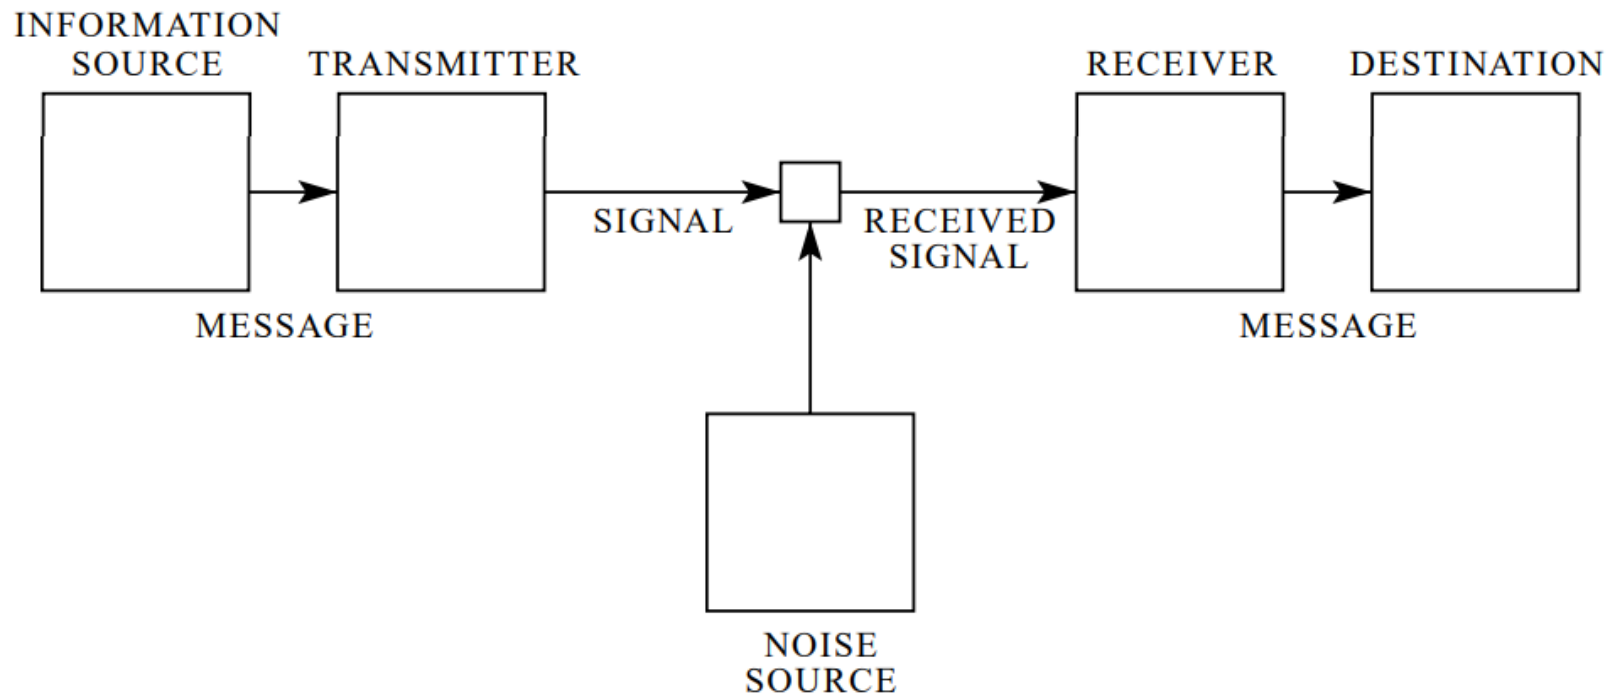 INFORMATION
SOURCE
TRANSMITTER
RECEIVER
DESTINATION
SIGNAL
RECEIVED
SIGNAL
MESSAGE
MESSAGE
NOISE
SOURCE